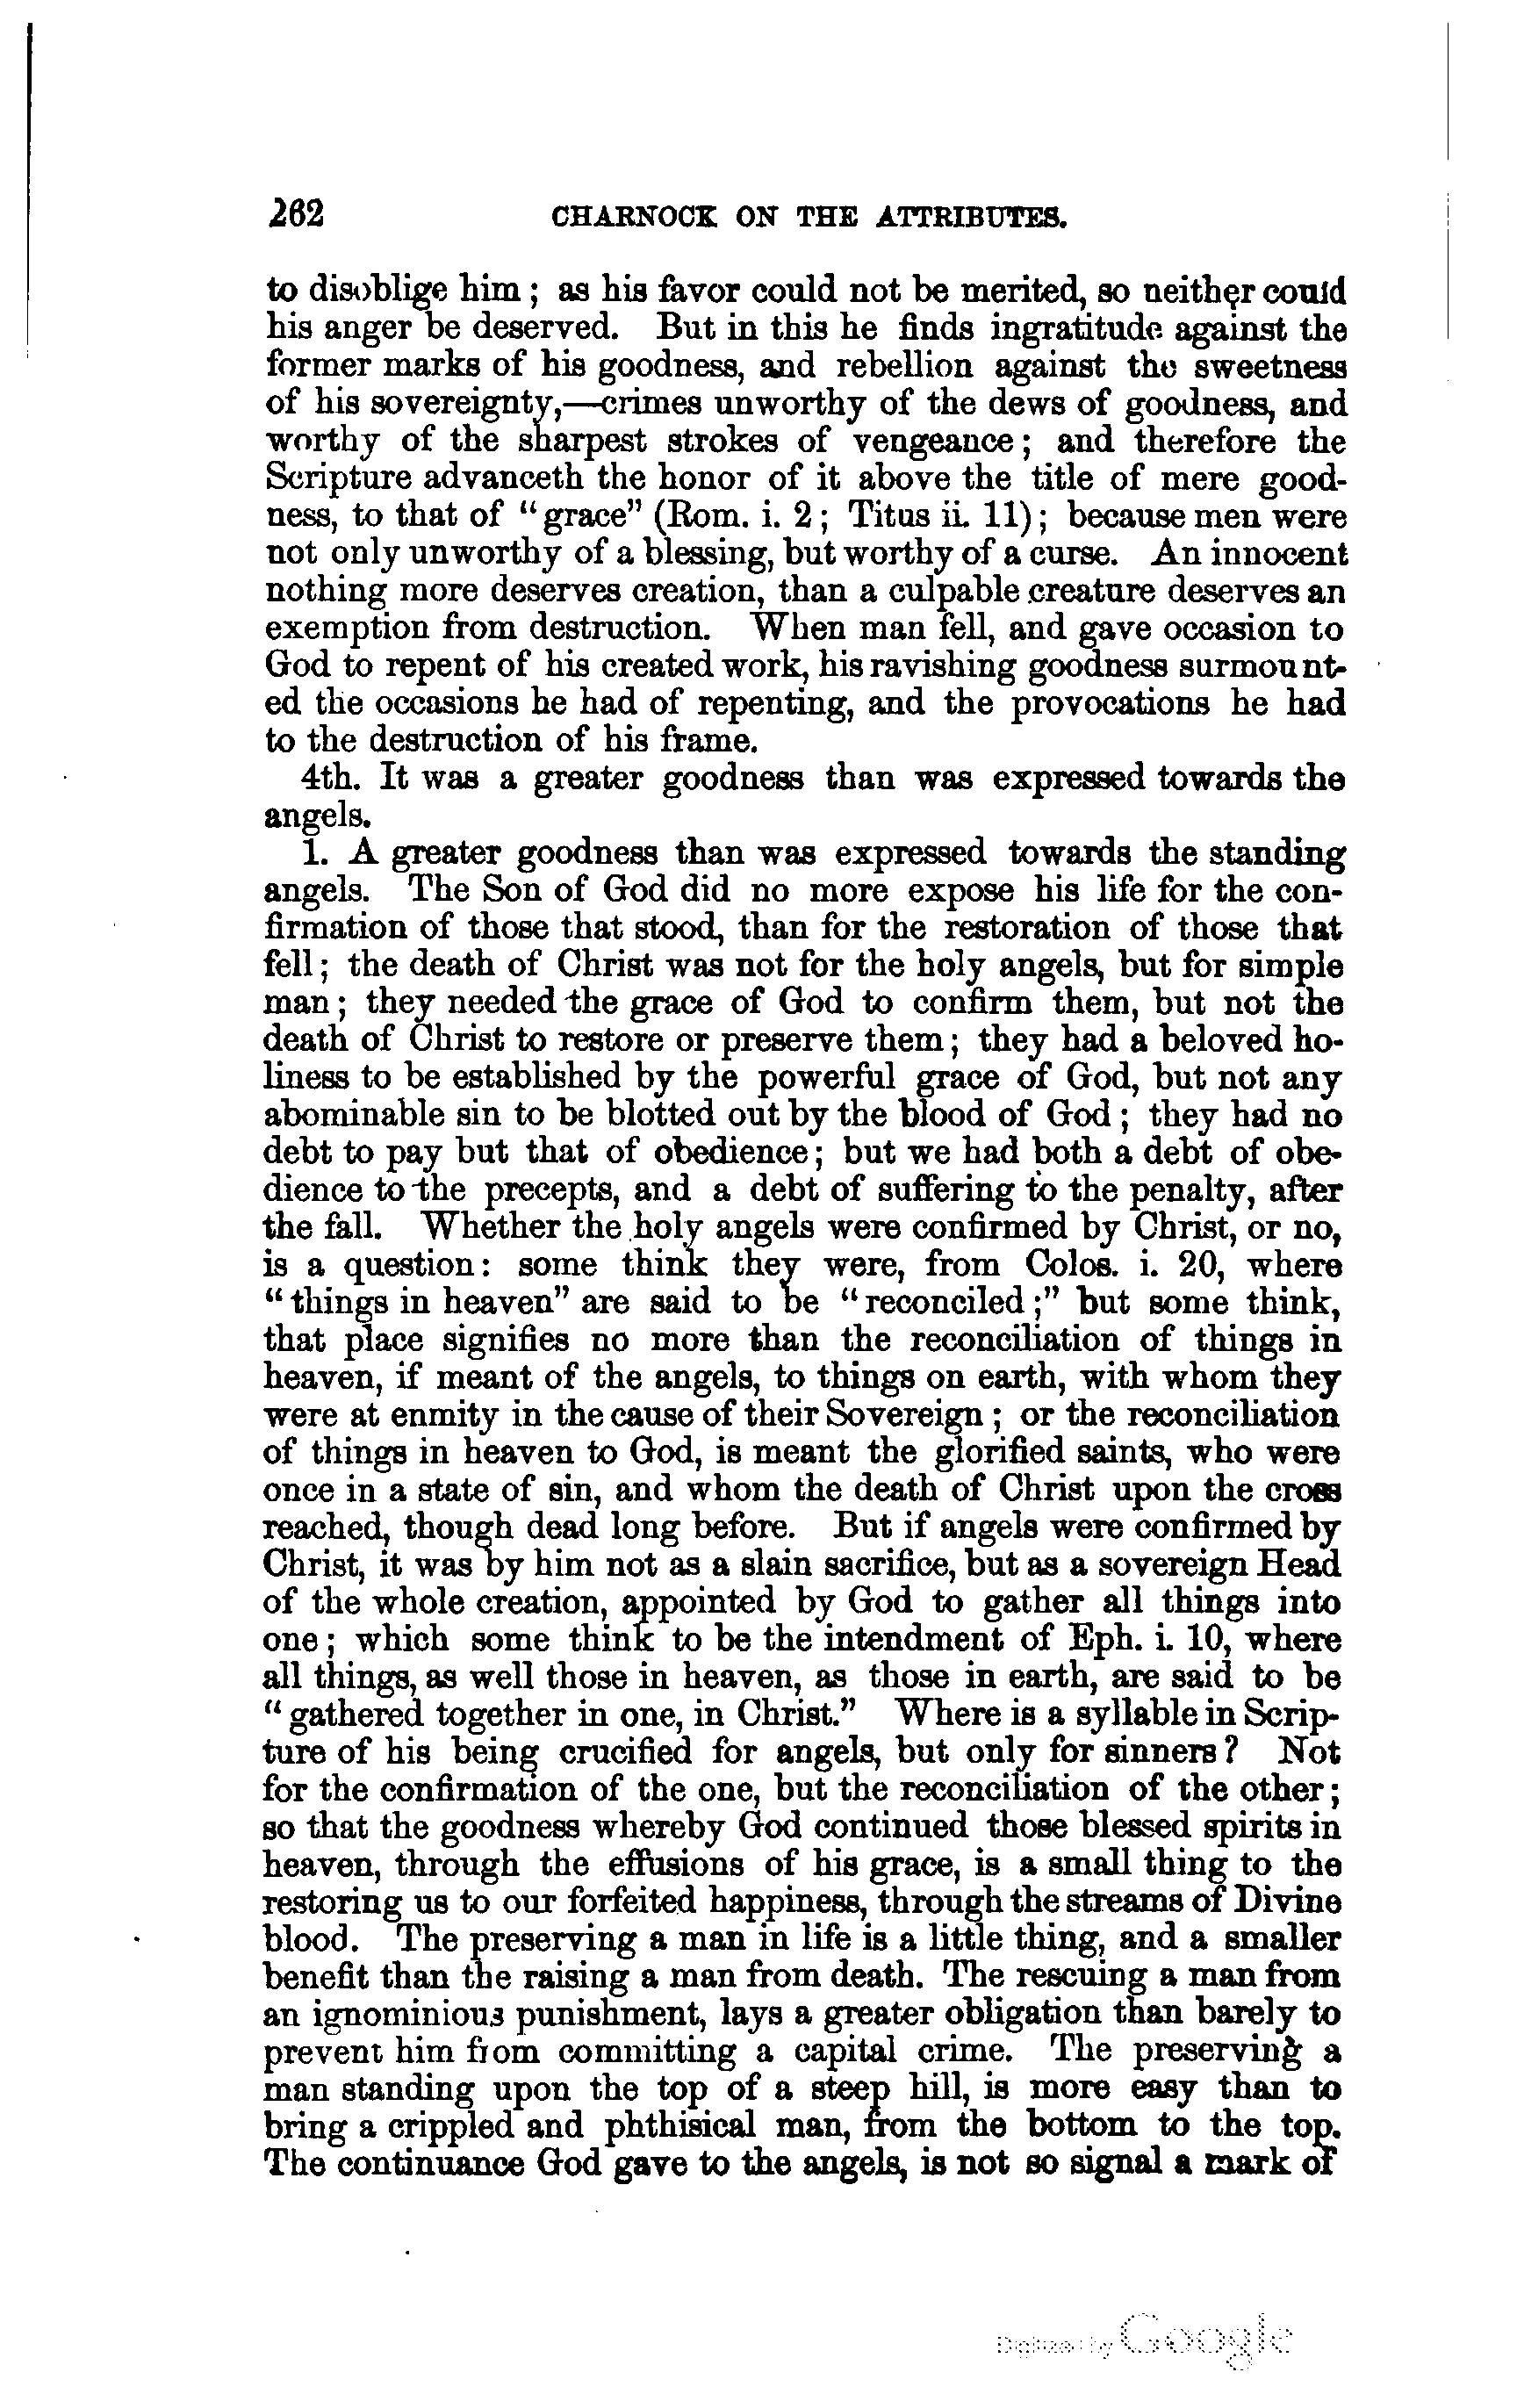 262 CHARNOCK ON THE ATTRIBUTES.
to disoblige him; as his favor could not be merited, so neither could
his anger be deserved. But in this he finds ingratitude against the
former marks of his goodness, and rebellion against the sweetness
of his sovereignty,—crimes unworthy of the dews of goodness, and
worthy of the sharpest strokes of vengeance; and therefore the
Scripture advanceth the honor of it above the title of mere good-
ness, to that of "grace" (Rom. i. 2; Titus ii. 11); because men were
not only unworthy of a blessing, but worthy of a curse. An innocent
nothing more deserves creation, than a culpable creature deserves an
exemption from destruction. When man fell, and gave occasion to
God to repent of his created work, his ravishing goodness surmount-
ed the occasions he had of repenting, and the provocations he had
to the destruction of his frame.
4th. It was a greater goodness than was expressed towards the
angels.
1. A greater goodness than was expressed towards the standing
angels. The Son of God did no more expose his life for the con-
firmation of those that stood, than for the restoration of those that
fell; the death of Christ was not for the holy angels, but for simple
man; they needed the grace of God to confirm them, but not the
death of Christ to restore or preserve them; they had a beloved ho-
liness to be established by the powerful grace of God, but not any
abominable sin to be blotted out by the blood of God; they had no
debt to pay but that of obedience; but we had both a debt of obe-
dience to the precepts, and a debt of suffering to the penalty, after
the fall. Whether the holy angels were confirmed by Christ, or no,
is a question: some think they were, from Colos. i. 20, where
"things in heaven" are said to be "reconciled;" but some think,
that place signifies no more than the reconciliation of things in
heaven, if meant of the angels, to things on earth, with whom they
were at enmity in the cause of their Sovereign; or the reconciliation
of things in heaven to God, is meant the glorified saints, who were
once in a state of sin, and whom the death of Christ upon the cross
reached, though dead long before. But if angels were confirmed by
Christ, it was by him not as a slain sacrifice, but as a sovereign Head
of the whole creation, appointed by God to gather all things into
one; which some think to be the intendment of Eph. i. 10, where
all things, as well those in heaven, as those in earth, are said to be
"gathered together in one, in Christ." Where is a syllable in Scrip-
ture of his being crucified for angels, but only for sinners? Not
for the confirmation of the one, but the reconciliation of the other;
so that the goodness whereby God continued those blessed spirits in
heaven, through the effusions of his grace, is a small thing to the
restoring us to our forfeited happiness, through the streams of Divine
blood. The preserving a man in life is a little thing, and a smaller
benefit than the raising a man from death. The rescuing a man from
an ignominious punishment, lays a greater obligation than barely to
prevent him from committing a capital crime. The preserving a
man standing upon the top of a steep hill, is more easy than to
bring a crippled and phthisical man, from the bottom to the top.
The continuance God gave to the angels, is not so signal a mark of
Digitized by Google